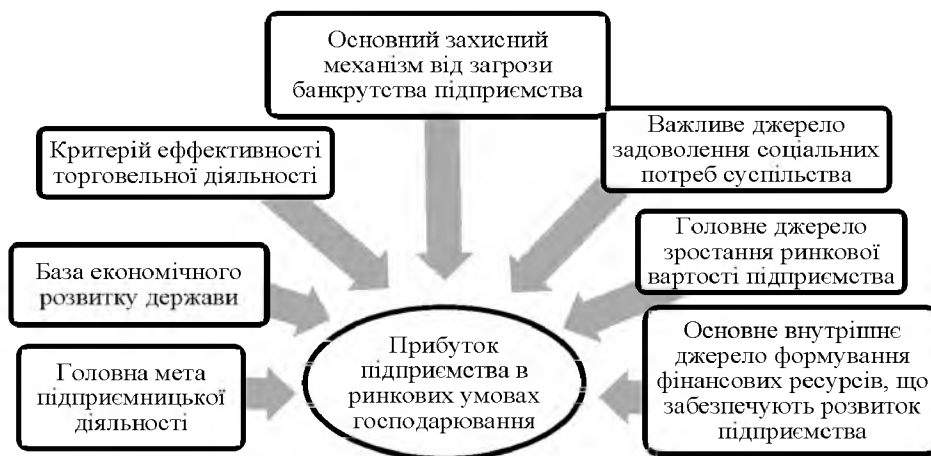 Основний захисний
механізм від загрози
банкрутства підприємства
Критерій еффективності
торговельної діяльності
Важливе джерело
задоволення соціальних
потреб суспільства
База економічного
розвитку держави
Головне джерело
зростання ринкової
вартості підприємства
Головна мета
підприємницької
діяльності
Прибуток
підприємства в
ринкових умовах
господарювання
Основне внутрішнє
джерело формування
фінансових ресурсів, що
забезпечують розвиток
підприємства